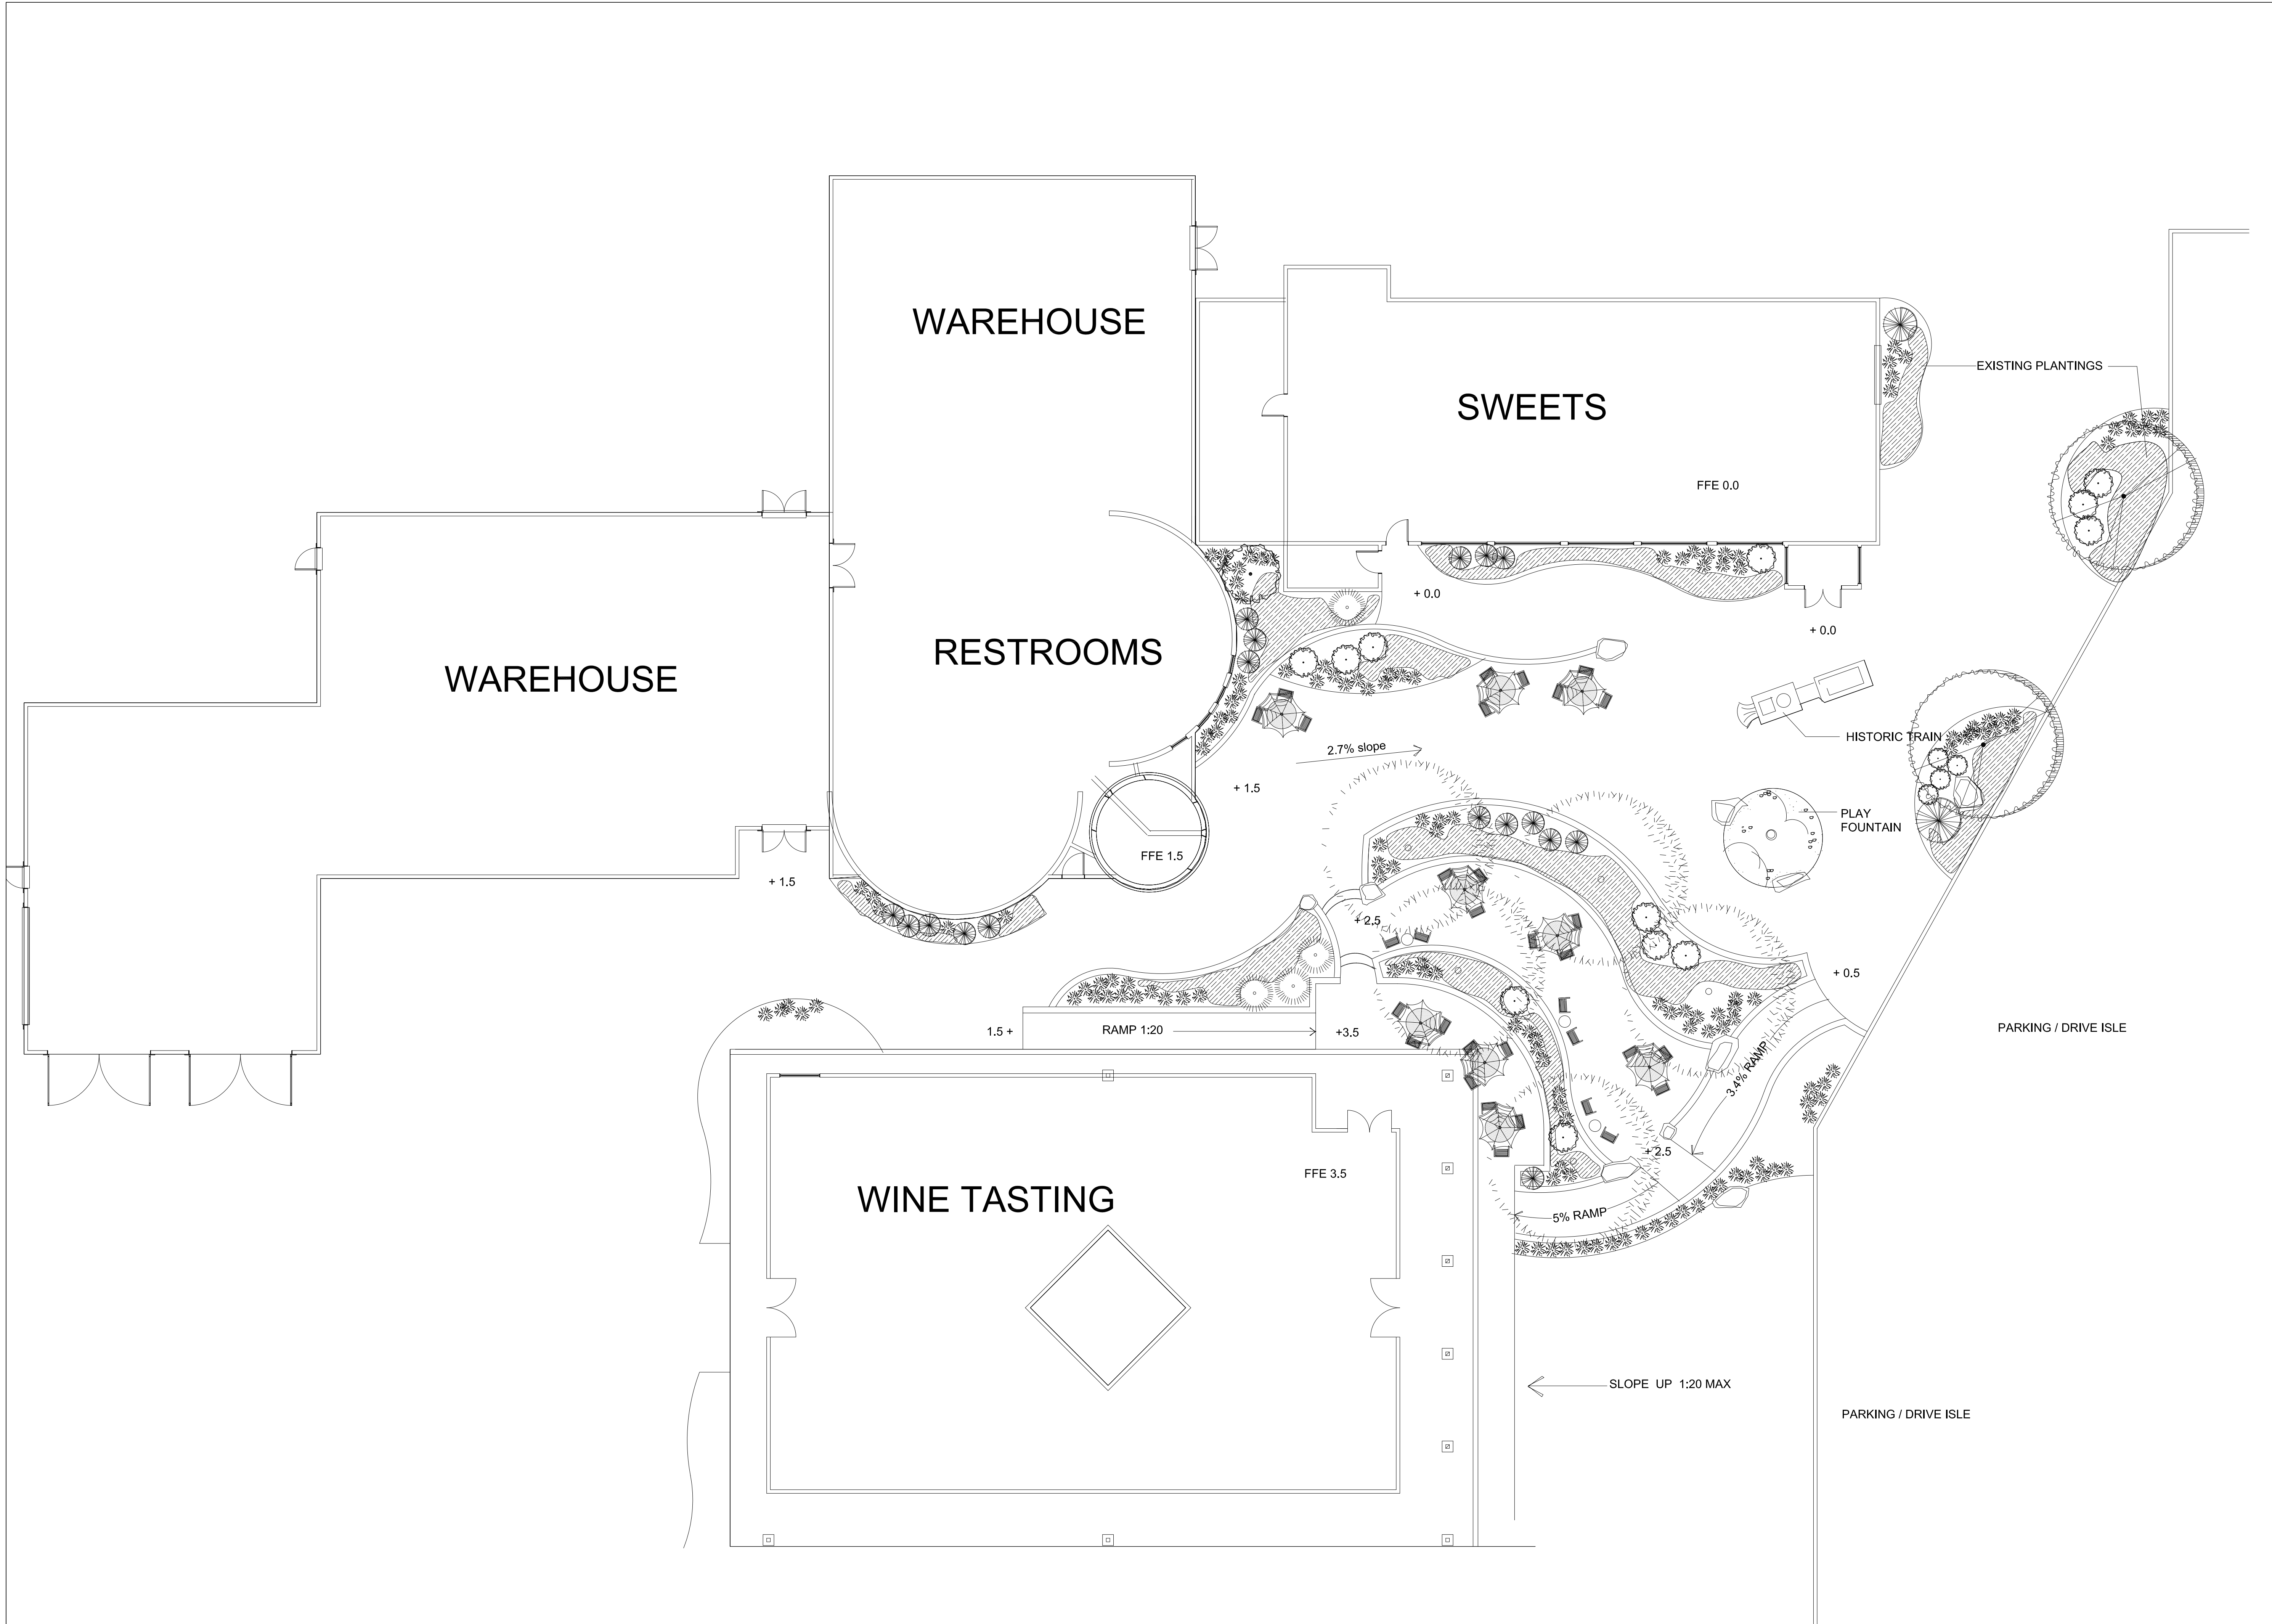 WAREHOUSE
EXISTING PLANTINGS
SWEETS
FFE 0.0
+ 0.0
+ 0.0
RESTROOMS
WAREHOUSE
HISTORIC TRAIN
2.7% slope
+ 1.5
PLAY
FOUNTAIN
FFE 1.5
+ 1.5
+ 2.5
+ 0.5
1.5 +
RAMP 1:20
+3.5
PARKING / DRIVE ISLE
3.4% RAMP
+ 2.5
FFE 3.5
WINE TASTING
5% RAMP
SLOPE UP 1:20 MAX
PARKING / DRIVE ISLE